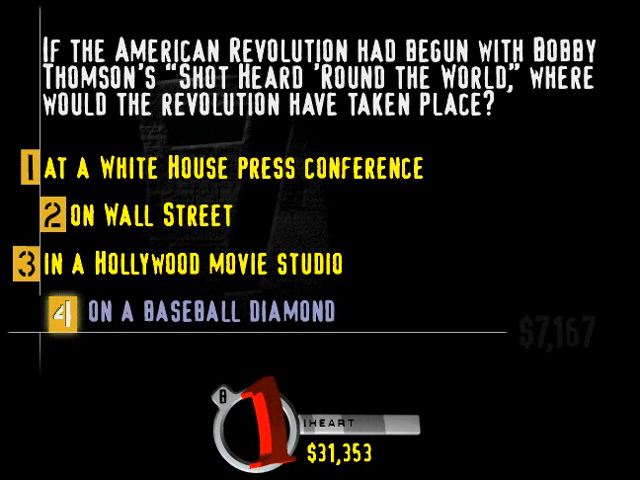 IF THE AMERICAN REVOLUTION HAD BEGUN WITH BOBBY
THOMSON'S "SHOT HEARD 'ROUND THE WORLD," WHERE
WOULD THE REVOLUTION HAVE TAKEN PLACE?
1 AT A WHITE HOUSE PRESS CONFERENCE
2 ON WALL STREET
3 IN A HOLLYWOOD MOVIE STUDIO
4 ON A BASEBALL DIAMOND
$7,167
B 1 IHEART
$31,353